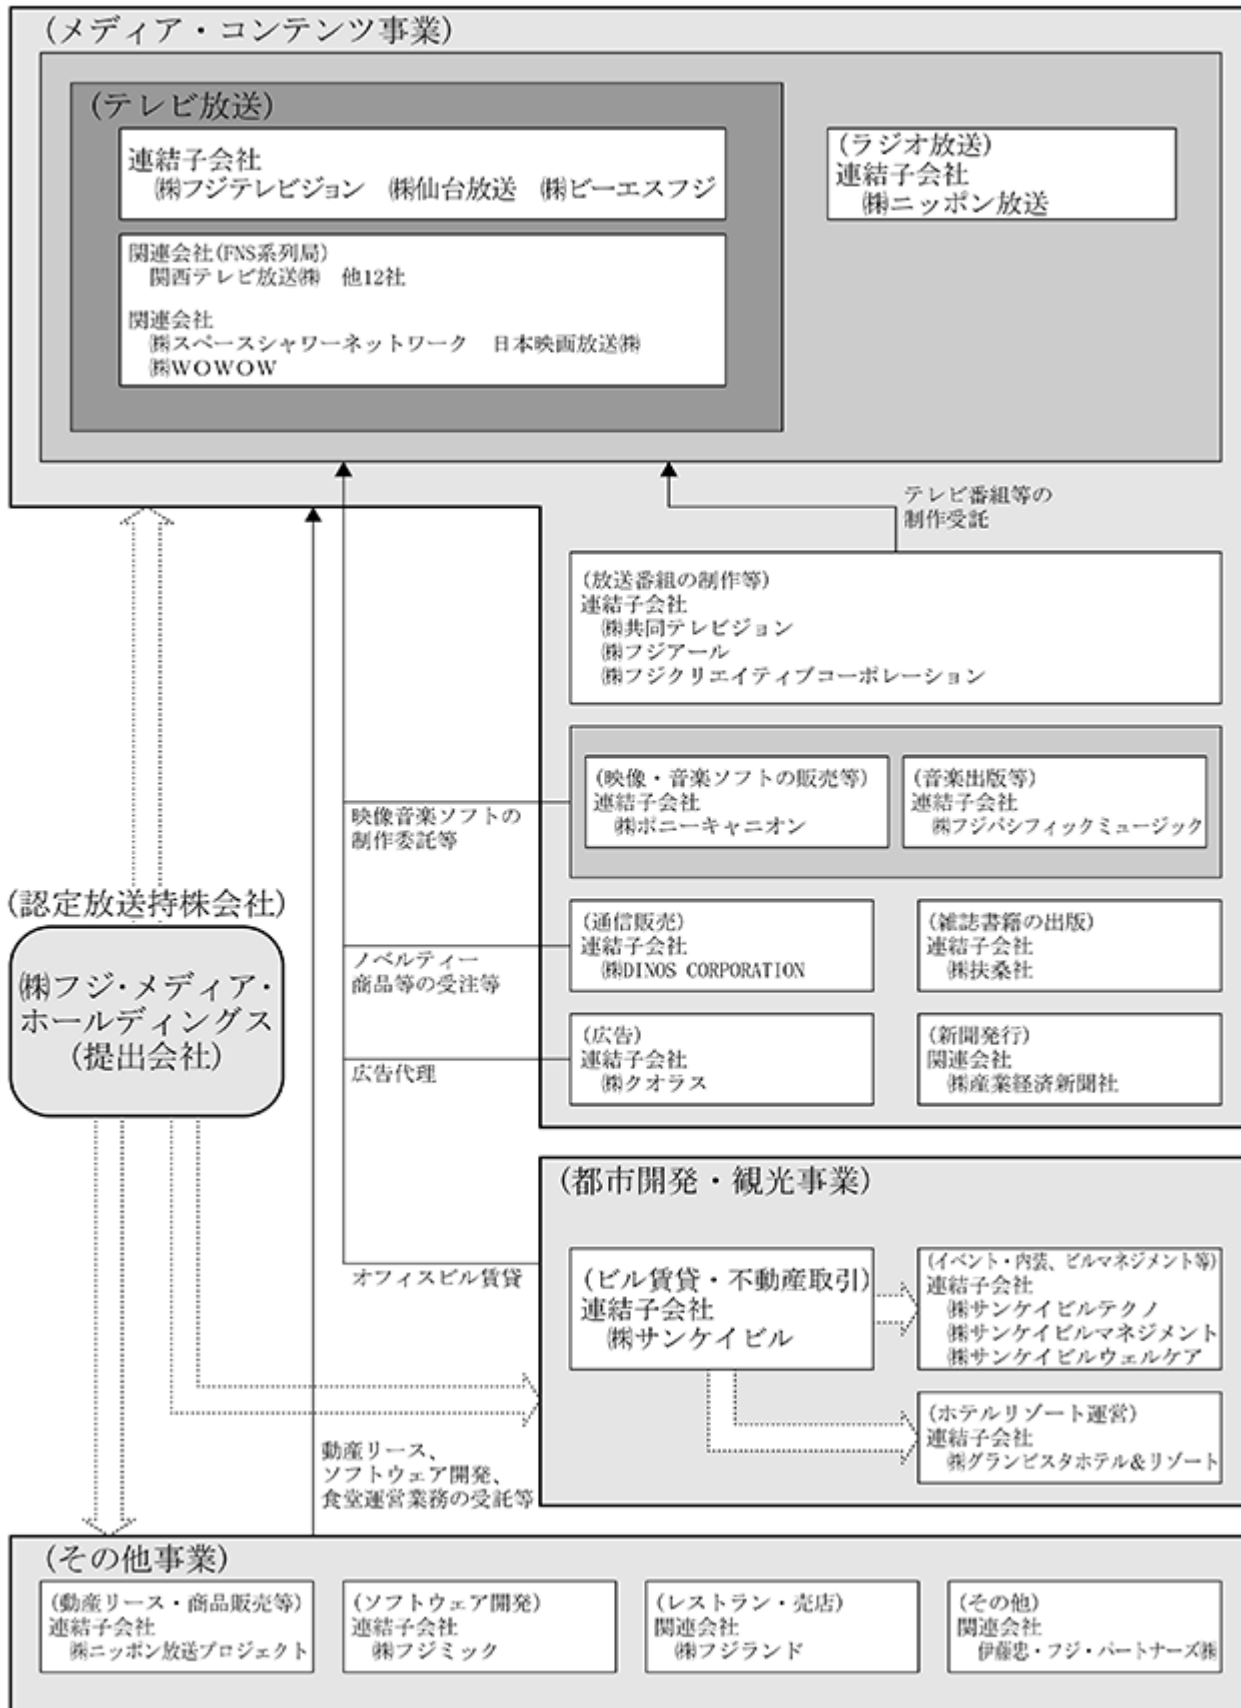 (メディア・コンテンツ事業)
(テレビ放送)
連結子会社
㈱フジテレビジョン　㈱仙台放送　㈱ビーエスフジ
(ラジオ放送)
連結子会社
㈱ニッポン放送
関連会社(FNS系列局)
関西テレビ放送㈱　他12社
関連会社
㈱スペースシャワーネットワーク　日本映画放送㈱
㈱WOWOW
テレビ番組等の
制作受託
(放送番組の制作等)
連結子会社
㈱共同テレビジョン
㈱フジアール
㈱フジクリエイティブコーポレーション
(映像・音楽ソフトの販売等)
連結子会社
㈱ポニーキャニオン
(音楽出版等)
連結子会社
㈱フジパシフィックミュージック
映像音楽ソフトの
制作委託等
(認定放送持株会社)
㈱フジ・メディア・
ホールディングス
(提出会社)
(通信販売)
連結子会社
㈱DINOS CORPORATION
(雑誌書籍の出版)
連結子会社
㈱扶桑社
ノベルティー
商品等の受注等
(広告)
連結子会社
㈱クオラス
(新聞発行)
関連会社
㈱産業経済新聞社
広告代理
(都市開発・観光事業)
オフィスビル賃貸
(ビル賃貸・不動産取引)
連結子会社
㈱サンケイビル
(イベント・内装、ビルマネジメント等)
連結子会社
㈱サンケイビルテクノ
㈱サンケイビルマネジメント
㈱サンケイビルウェルケア
(ホテルリゾート運営)
連結子会社
㈱グランビスタホテル&リゾート
動産リース、
ソフトウェア開発、
食堂運営業務の受託等
(その他事業)
(動産リース・商品販売等)
連結子会社
㈱ニッポン放送プロジェクト
(ソフトウェア開発)
連結子会社
㈱フジミック
(レストラン・売店)
関連会社
㈱フジランド
(その他)
関連会社
伊藤忠・フジ・パートナーズ㈱